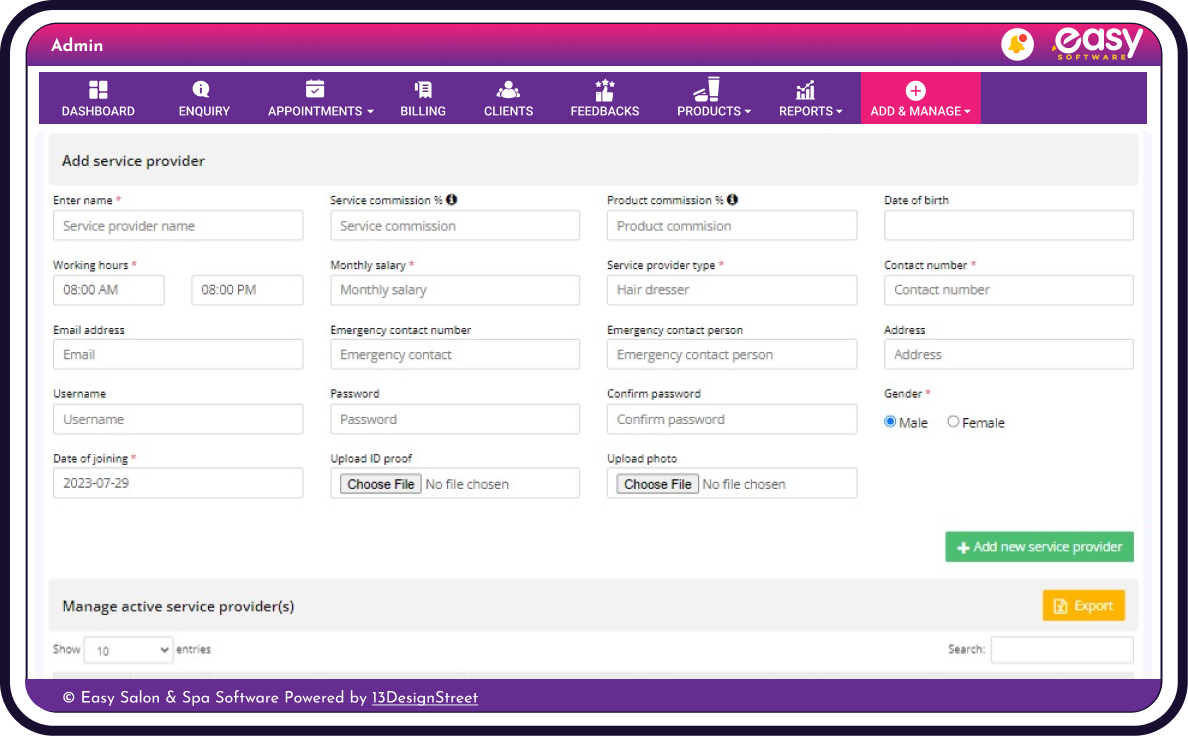 Admin
easy
SOFTWARE
DASHBOARD ENQUIRY APPOINTMENTS BILLING CLIENTS FEEDBACKS PRODUCTS REPORTS ADD & MANAGE
Add service provider
Enter name * Service commission % Product commission % Date of birth
Service provider name Service commission Product commision
Working hours * Monthly salary * Service provider type * Contact number *
08:00 AM 08:00 PM Monthly salary Hair dresser Contact number
Email address Emergency contact number Emergency contact person Address
Email Emergency contact Emergency contact person Address
Username Password Confirm password Gender *
Username Password Confirm password Male Female
Date of joining * Upload ID proof Upload photo
2023-07-29 Choose File No file chosen Choose File No file chosen
Add new service provider
Manage active service provider(s) Export
Show 10 entries Search:
© Easy Salon & Spa Software Powered by 13DesignStreet